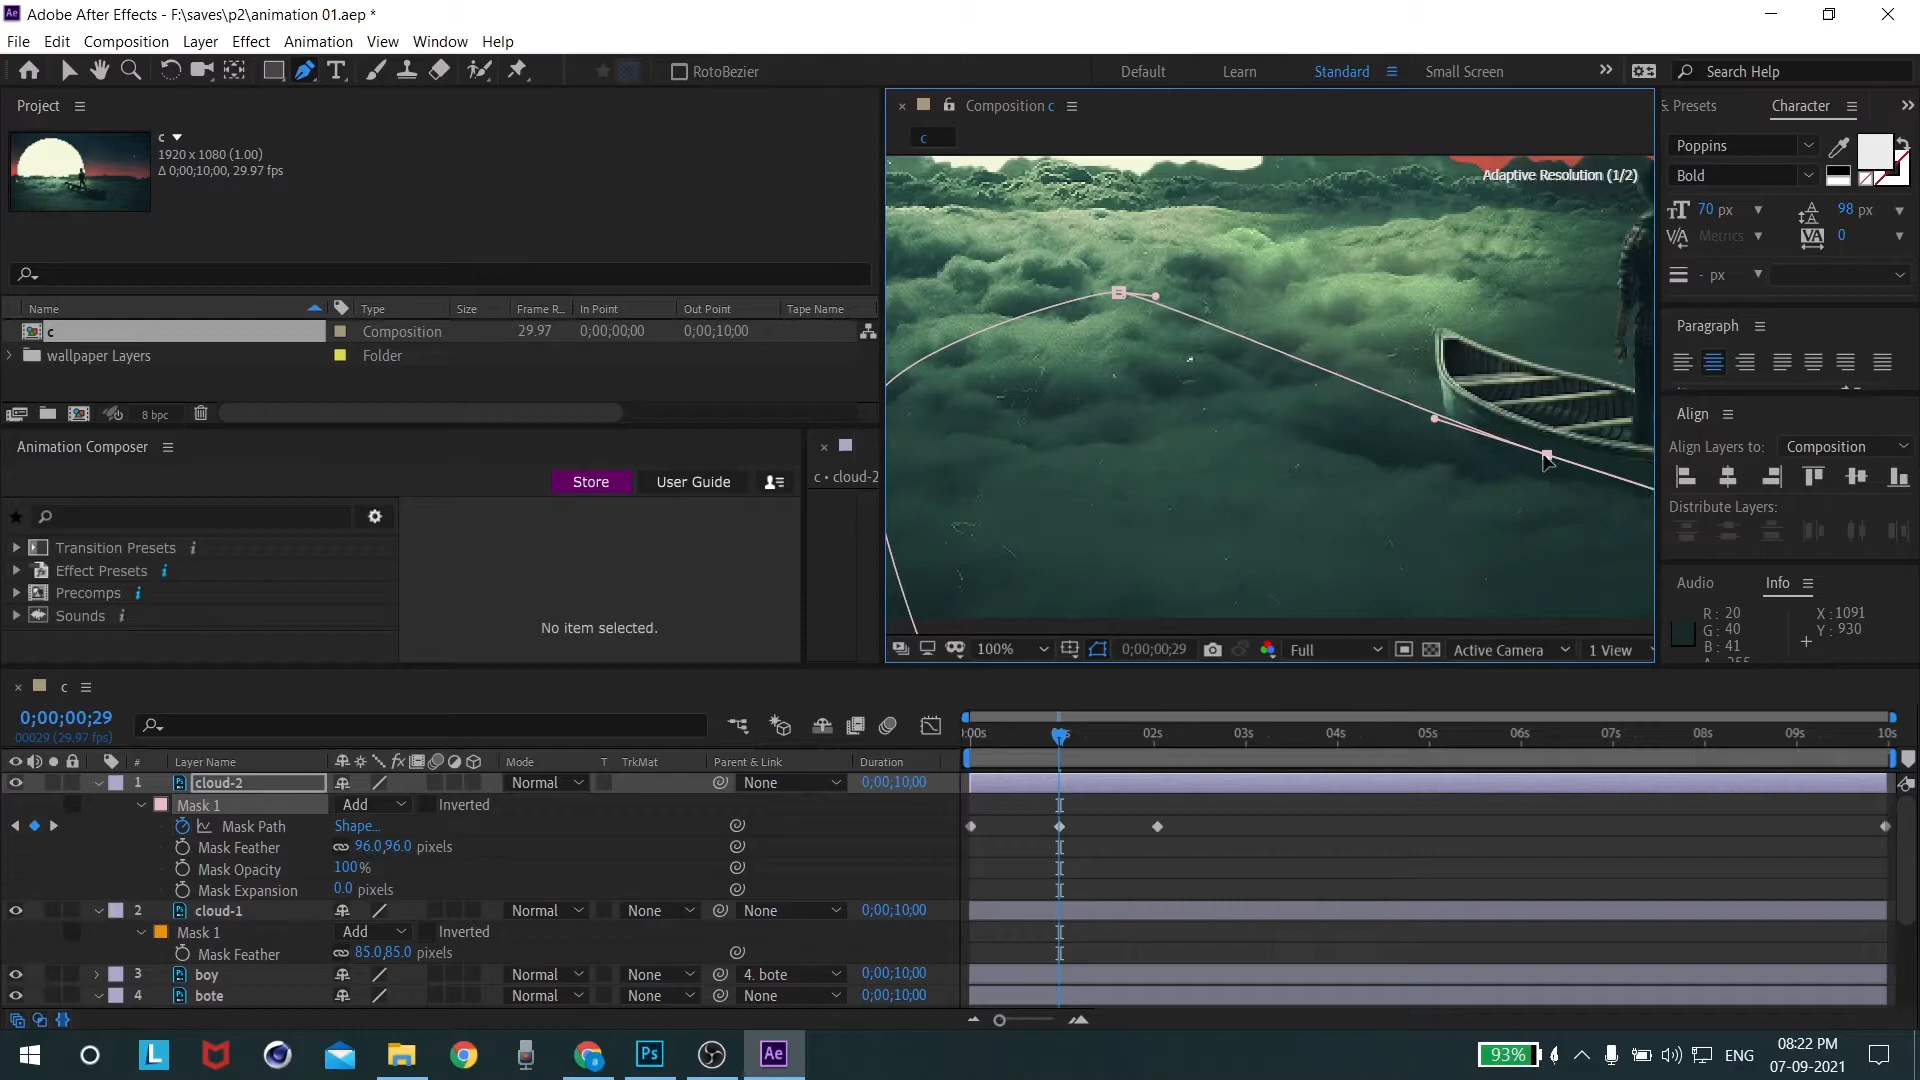 Adobe After Effects - F:\saves\p2\animation 01.aep *
File Edit Composition Layer Effect Animation View Window Help
RotoBezier
Default Learn Standard Small Screen
Search Help
Project
c
1920 x 1080 (1.00)
Δ 0;00;10;00, 29.97 fps
Name Type Size Frame R... In Point Out Point Tape Name
c Composition 29.97 0;00;00;00 0;00;10;00
wallpaper Layers Folder
8 bpc
Animation Composer
Store User Guide
Transition Presets
Effect Presets
Precomps
Sounds
No item selected.
c • cloud-2
Composition c
c
Adaptive Resolution (1/2)
100% 0;00;00;29 Full Active Camera 1 View
Presets Character
Poppins
Bold
70 px 98 px
Metrics 0
- px
Paragraph
Align
Align Layers to: Composition
Distribute Layers:
Audio Info
R: 20 X: 1091
G: 40 Y: 930
B: 41
A: 255
c
0;00;00;29
00029 (29.97 fps)
# Layer Name Mode T TrkMat Parent & Link Duration
:00s 02s 03s 04s 05s 06s 07s 08s 09s 10s
1 cloud-2 Normal None 0;00;10;00
Mask 1 Add Inverted
Mask Path Shape...
Mask Feather 96.0,96.0 pixels
Mask Opacity 100%
Mask Expansion 0.0 pixels
2 cloud-1 Normal None None 0;00;10;00
Mask 1 Add Inverted
Mask Feather 85.0,85.0 pixels
3 boy Normal None 4. bote 0;00;10;00
4 bote Normal None None 0;00;10;00
L Ps Ae
93% ENG 08:22 PM
07-09-2021